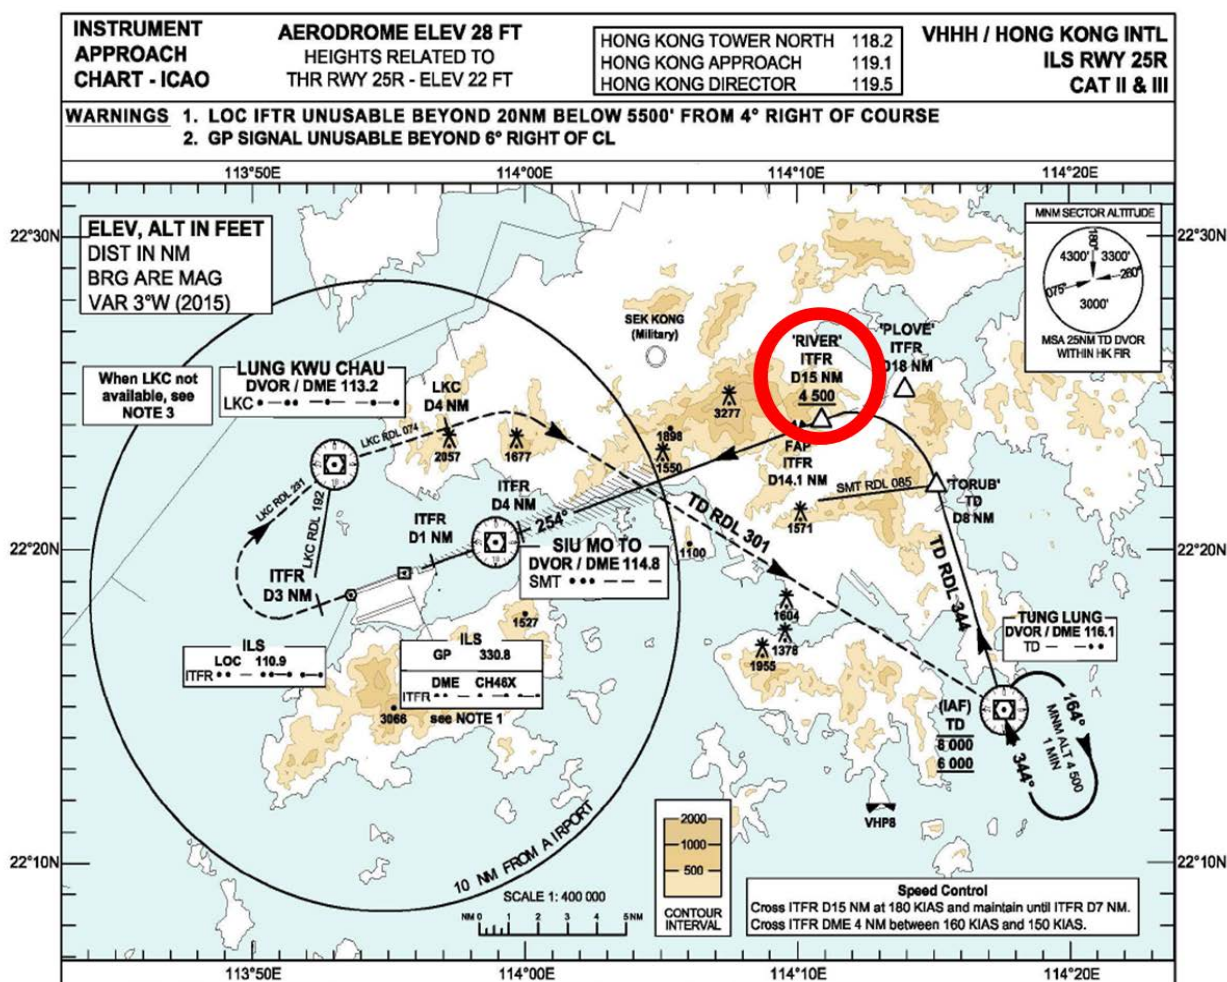 INSTRUMENT
APPROACH
CHART - ICAO
AERODROME ELEV 28 FT
HEIGHTS RELATED TO
THR RWY 25R - ELEV 22 FT
HONG KONG TOWER NORTH 118.2
HONG KONG APPROACH 119.1
HONG KONG DIRECTOR 119.5
VHHH / HONG KONG INTL
ILS RWY 25R
CAT II & III
WARNINGS 1. LOC IFTR UNUSABLE BEYOND 20NM BELOW 5500' FROM 4° RIGHT OF COURSE
2. GP SIGNAL UNUSABLE BEYOND 6° RIGHT OF CL
113°50E 114°00E 114°10E 114°20E
22°30N
22°30N
ELEV, ALT IN FEET
DIST IN NM
BRG ARE MAG
VAR 3°W (2015)
MNM SECTOR ALTITUDE
180°
4300' 3300'
260°
075°
3000'
MSA 25NM TD DVOR
WITHIN HK FIR
SEK KONG
(Military)
'RIVER'
ITFR
D15 NM
4 500
'PLOVE'
ITFR
D18 NM
When LKC not
available, see
NOTE 3
LUNG KWU CHAU
DVOR / DME 113.2
LKC
LKC
D4 NM
LKC RDL 074
2057
1677
3277
1898
1550
FAP
ITFR
D14.1 NM
SMT RDL 085
'TORUB'
TD
D8 NM
1571
LKC RDL 291
LKC RDL 192
ITFR
D4 NM
ITFR
D1 NM
254°
TD RDL 301
22°20N
22°20N
SIU MO TO
DVOR / DME 114.8
SMT
1100
TD RDL 344
ITFR
D3 NM
1527
1604
1378
1955
TUNG LUNG
DVOR / DME 116.1
TD
ILS
LOC 110.9
ITFR
ILS
GP 330.8
DME CH46X
ITFR
see NOTE 1
3066
(IAF)
TD
8 000
6 000
164°
MNM ALT 4 500
1 MIN
344°
VHP8
22°10N
22°10N
10 NM FROM AIRPORT
SCALE 1: 400 000
NM 0 1 2 3 4 5NM
2000
1000
500
CONTOUR
INTERVAL
Speed Control
Cross ITFR D15 NM at 180 KIAS and maintain until ITFR D7 NM.
Cross ITFR DME 4 NM between 160 KIAS and 150 KIAS.
113°50E 114°00E 114°10E 114°20E